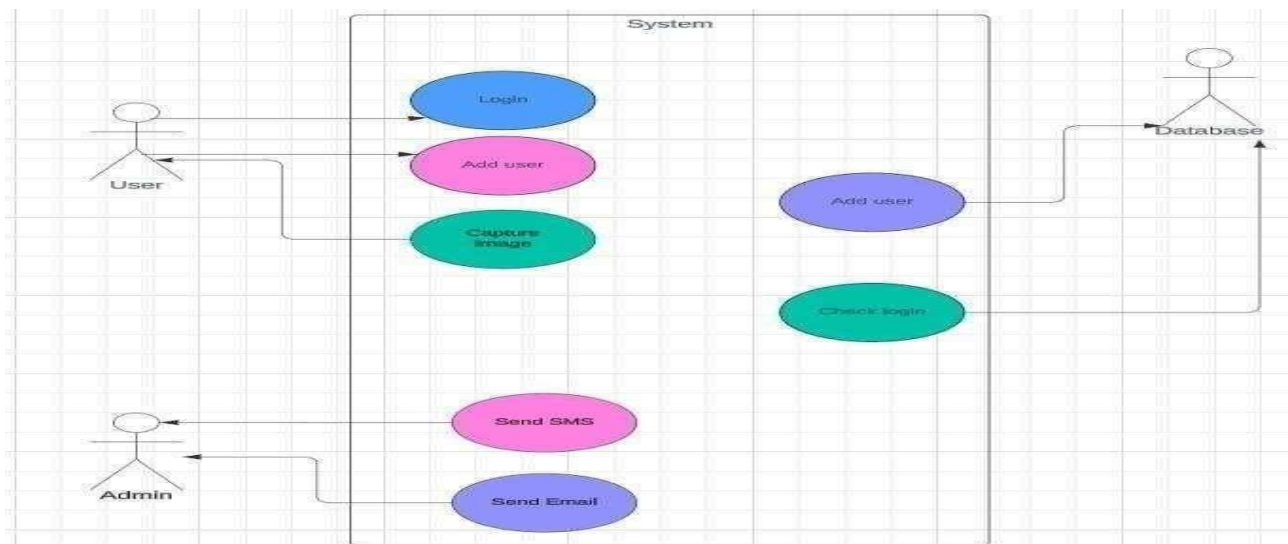 System
Login
Add user
User
Capture
image
Database
Add user
Check login
Send SMS
Admin
Send Email